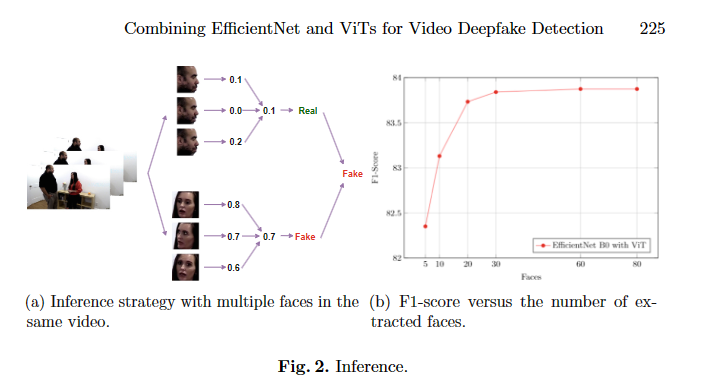 Combining EfficientNet and ViTs for Video Deepfake Detection 225
0.1
0.0 0.1 Real
0.2
Fake
0.8
0.7 0.7 Fake
0.6
84
83.5
83
82.5
82
F1-Score
5 10 20 30 60 80
Faces
EfficientNet B0 with ViT
(a) Inference strategy with multiple faces in the
same video.
(b) F1-score versus the number of ex-
tracted faces.
Fig. 2. Inference.